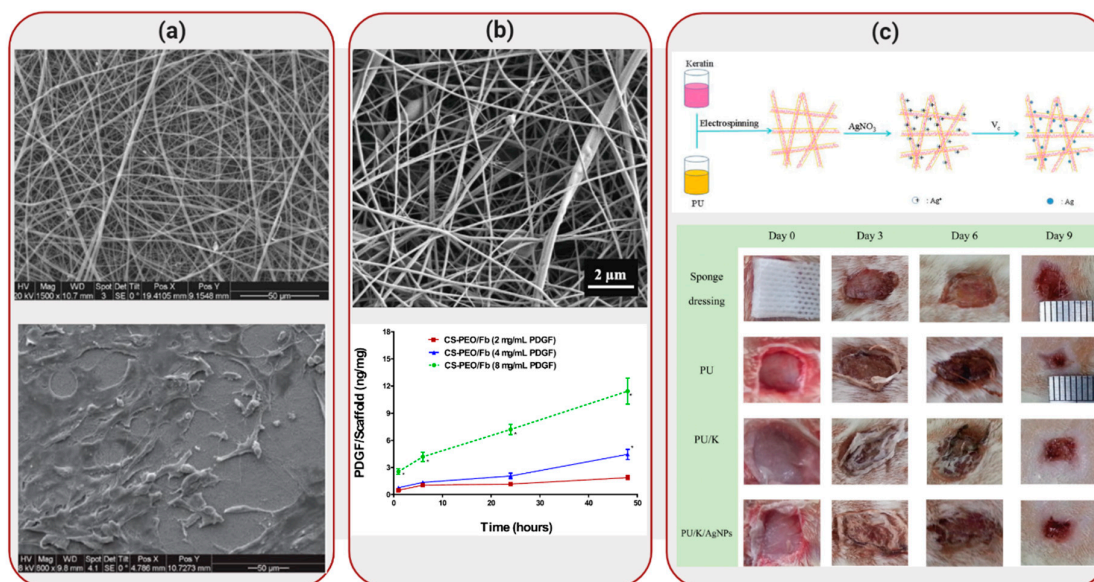 (a)
HV Mag WD Spot Det Tilt Pos X Pos Y
20 kV 1500 x 10.7 mm 3 SE 0° 19.4105 mm 9.1548 mm 50 µm
HV Mag WD Spot Det Tilt Pos X Pos Y
8 kV 800 x 9.8 mm 4.1 SE 0° 4.786 mm 10.7273 mm 50 µm
(b)
2 µm
CS-PEO/Fb (2 mg/mL PDGF)
CS-PEO/Fb (4 mg/mL PDGF)
CS-PEO/Fb (8 mg/mL PDGF)
PDGF/Scaffold (ng/mg)
18
15
12
9
6
3
0
0 10 20 30 40 50
Time (hours)
(c)
Keratin
Electrospinning
AgNO3
Vc
PU
: Ag+
: Ag
Day 0 Day 3 Day 6 Day 9
Sponge
dressing
PU
PU/K
PU/K/AgNPs